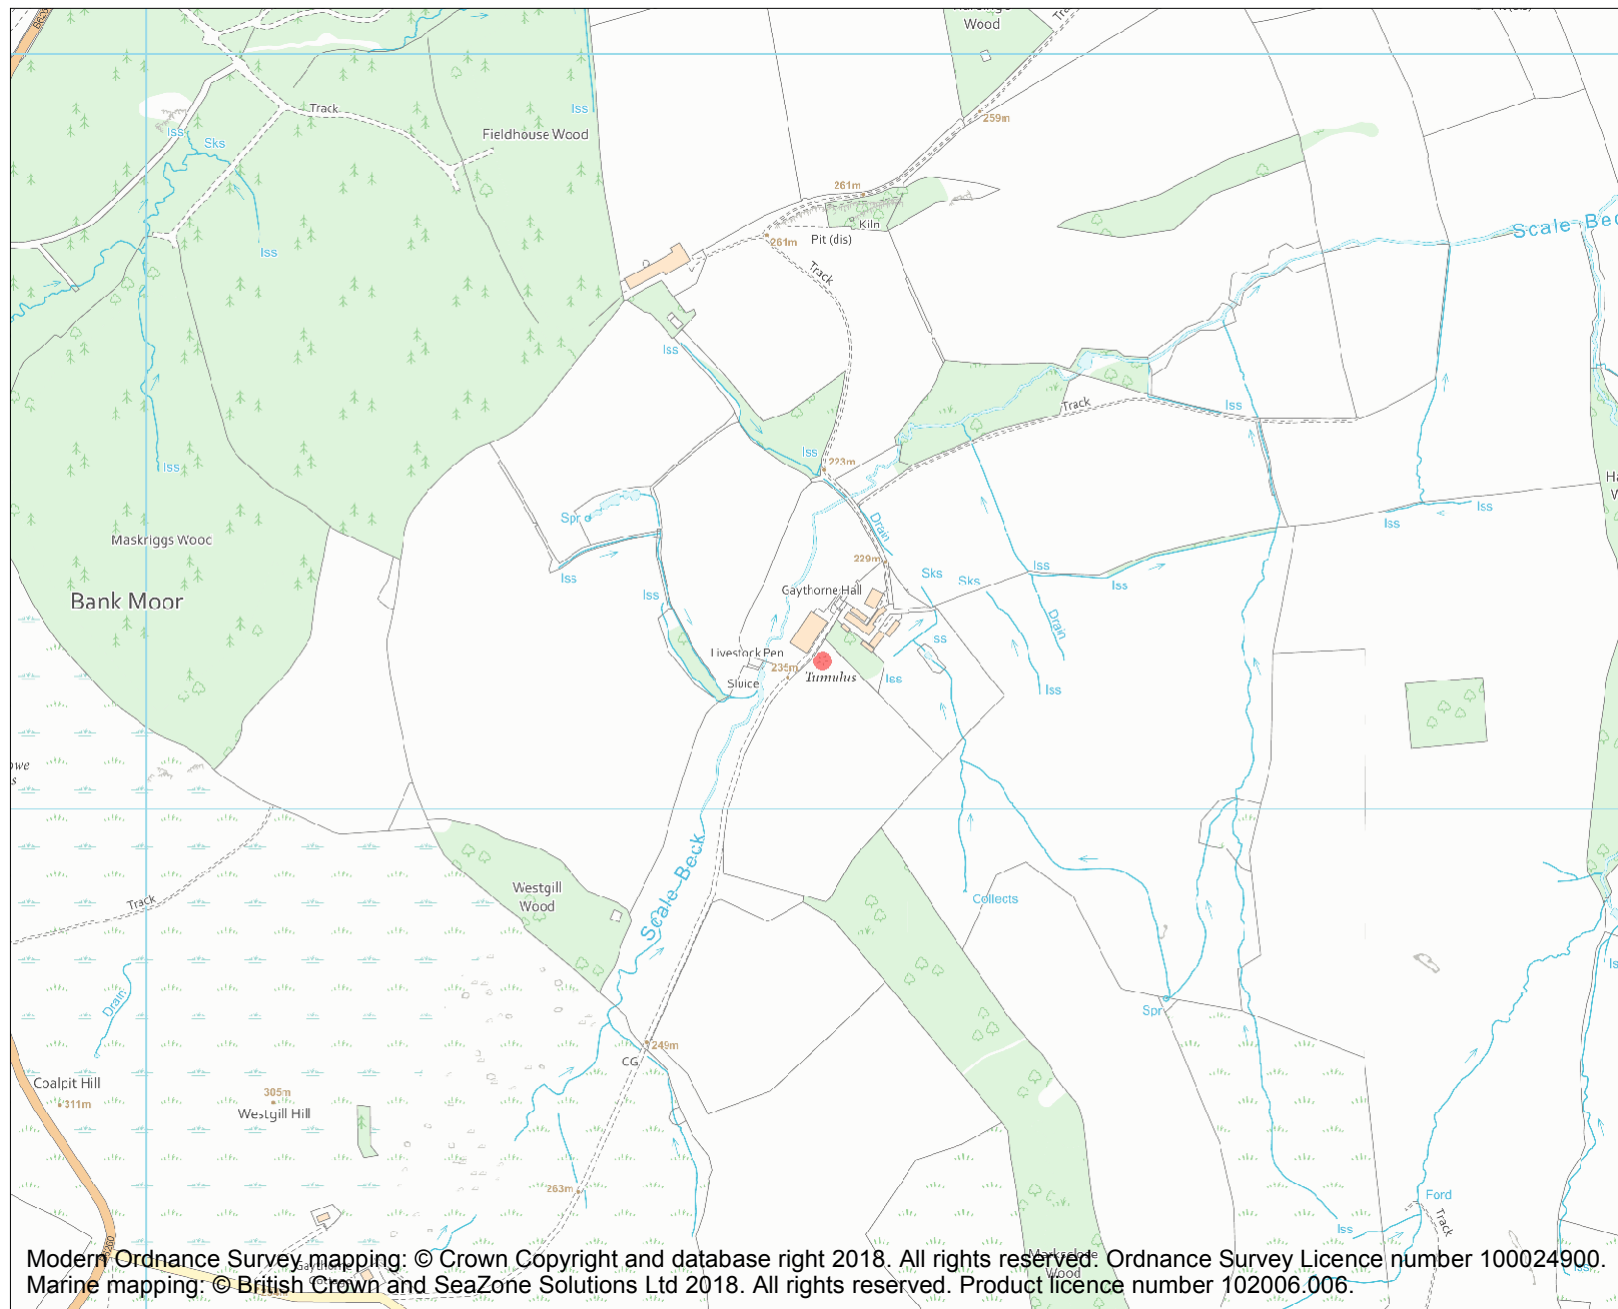 Wood
Track
Iss
259m
Fieldhouse Wood
Iss
Sks
261m
Kiln
Pit (dis)
261m
Scale Bec
Iss
Track
Iss
Track
Iss
Iss
223m
Iss
Spr
Drain
Iss
Iss
Maskriggs Wood
229m
Iss
Iss
Iss
Sks
Sks
Gaythorne Hall
Bank Moor
Iss
Drain
ss
Livestock Pen
235m
Tumulus
Iss
Sluice
Iss
Scale Beck
Westgill
Wood
Track
Collects
Drain
Spr
249m
CG
Coalpit Hill
311m
305m
Westgill Hill
263m
Ford
Track
Iss
Modern Ordnance Survey mapping: © Crown Copyright and database right 2018. All rights reserved. Ordnance Survey Licence number 100024900.
Marine mapping: © British Crown and SeaZone Solutions Ltd 2018. All rights reserved. Product licence number 102006.006.